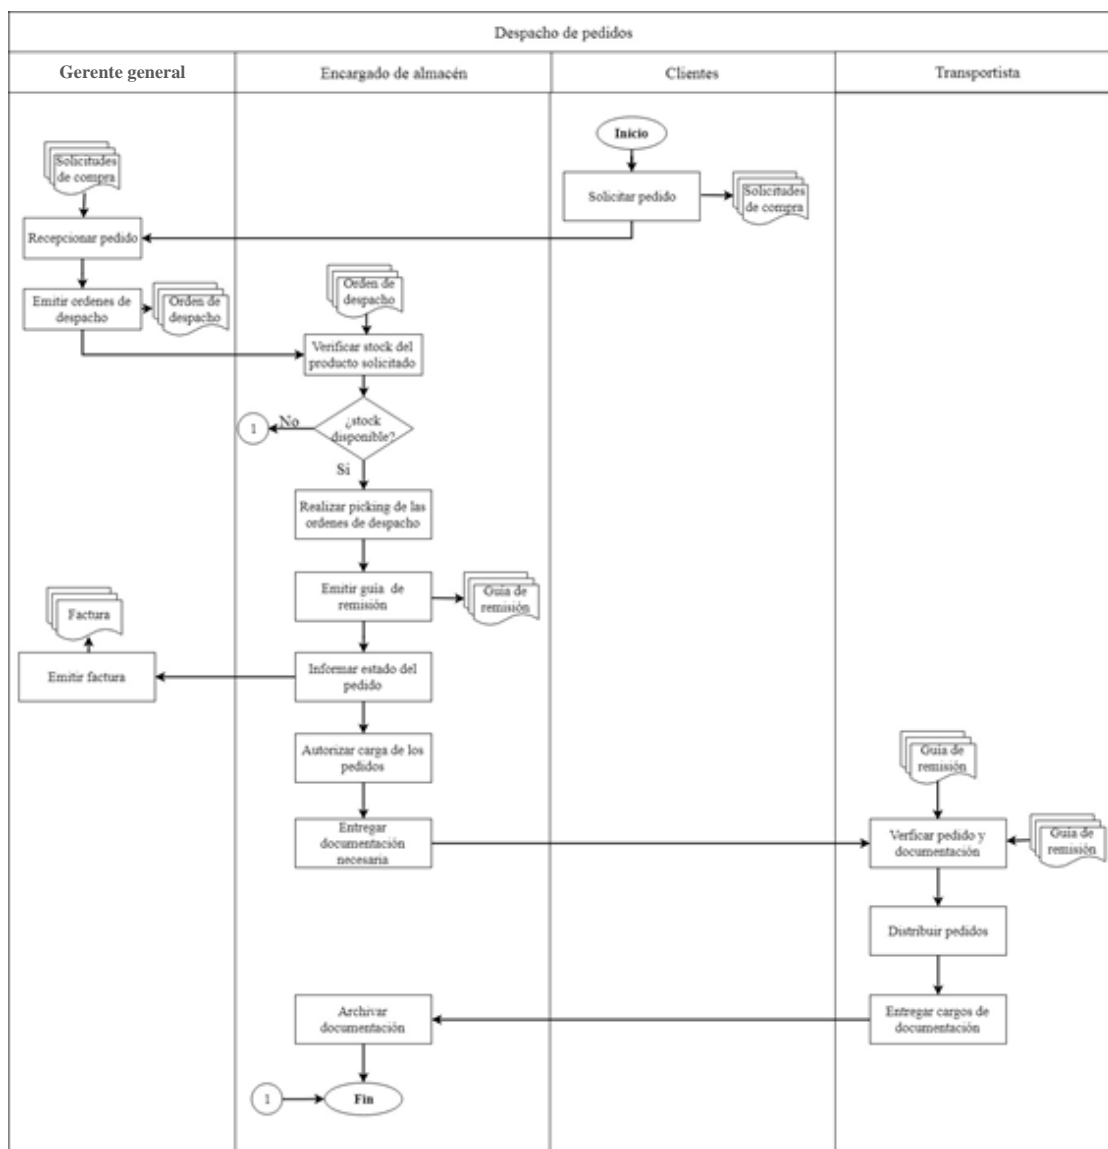 Despacho de pedidos
Gerente general
Encargado de almacén
Clientes
Transportista
Inicio
Solicitudes
de compra
Solicitar pedido
Solicitudes
de compra
Recepcionar pedido
Emitir ordenes de
despacho
Orden de
despacho
Orden de
despacho
Verificar stock del
producto solicitado
1
No
¿stock
disponible?
Si
Realizar picking de las
ordenes de despacho
Emitir guía de
remisión
Guía de
remisión
Factura
Emitir factura
Informar estado del
pedido
Autorizar carga de los
pedidos
Guía de
remisión
Entregar
documentación
necesaria
Verficar pedido y
documentación
Guía de
remisión
Distribuir pedidos
Archivar
documentación
Entregar cargos de
documentación
1
Fin